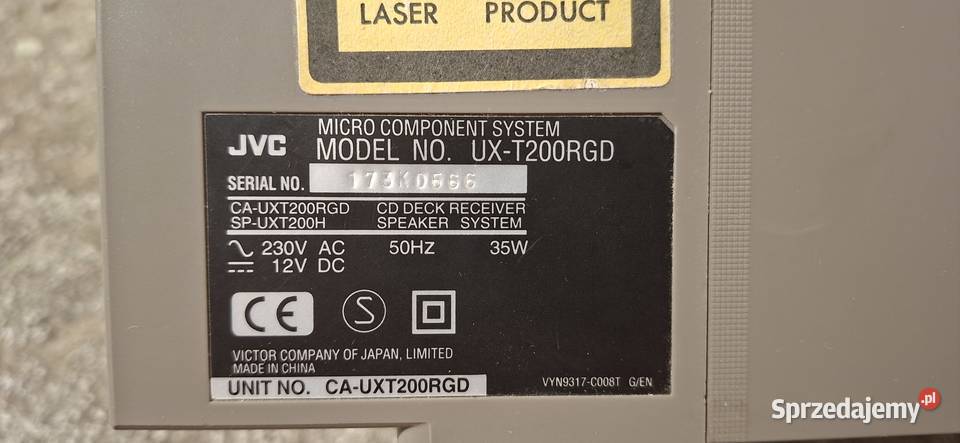 LASER PRODUCT
JVC
MICRO COMPONENT SYSTEM
MODEL NO. UX-T200RGD
SERIAL NO. 173K0566
CA-UXT200RGD CD DECK RECEIVER
SP-UXT200H SPEAKER SYSTEM
230V AC 50HZ 35W
12V DC
CE S
VICTOR COMPANY OF JAPAN, LIMITED
MADE IN CHINA
UNIT NO. CA-UXT200RGD
VYN9317-C008T G/EN
Sprzedajemy.pl